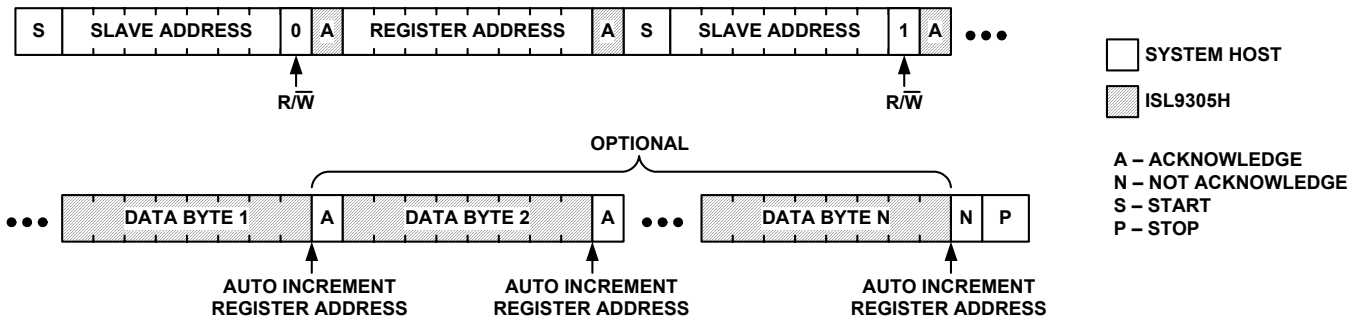 S SLAVE ADDRESS 0 A REGISTER ADDRESS A S SLAVE ADDRESS 1 A
R/W̅
R/W̅
SYSTEM HOST
ISL9305H
A – ACKNOWLEDGE
N – NOT ACKNOWLEDGE
S – START
P – STOP
OPTIONAL
DATA BYTE 1 A DATA BYTE 2 A DATA BYTE N N P
AUTO INCREMENT
REGISTER ADDRESS
AUTO INCREMENT
REGISTER ADDRESS
AUTO INCREMENT
REGISTER ADDRESS